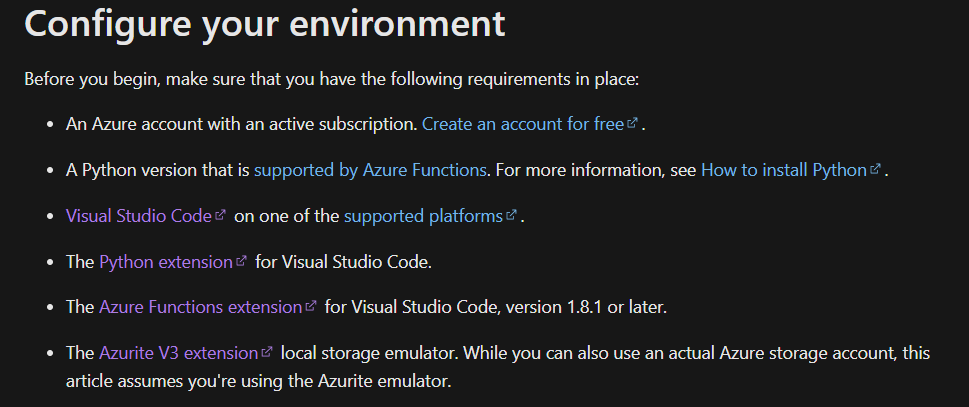 Configure your environment
Before you begin, make sure that you have the following requirements in place:
• An Azure account with an active subscription. Create an account for free.
• A Python version that is supported by Azure Functions. For more information, see How to install Python.
• Visual Studio Code on one of the supported platforms.
• The Python extension for Visual Studio Code.
• The Azure Functions extension for Visual Studio Code, version 1.8.1 or later.
• The Azurite V3 extension local storage emulator. While you can also use an actual Azure storage account, this
article assumes you're using the Azurite emulator.